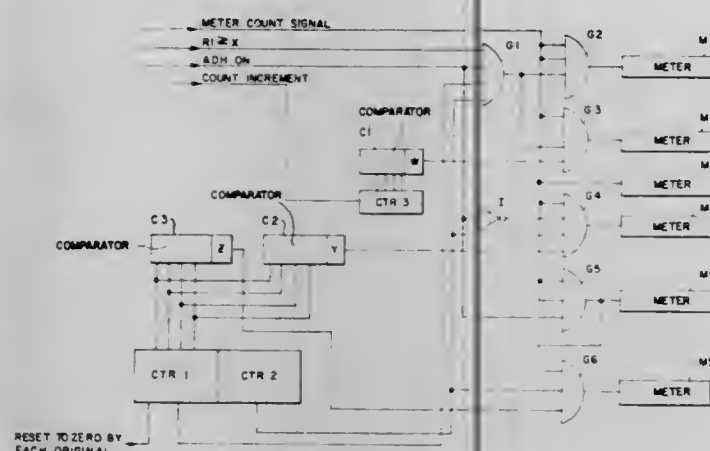 METER COUNT SIGNAL
R1 ≥ X
ADH ON
COUNT INCREMENT
G1
G2
M
METER
COMPARATOR
C1
W
CTR 3
G3
M
METER
M
METER
COMPARATOR
I
G4
M
METER
C3
C2
COMPARATOR
Z
Y
G5
METER
CTR 1
CTR 2
G6
METER
RESET TO ZERO BY
EACH ORIGINAL